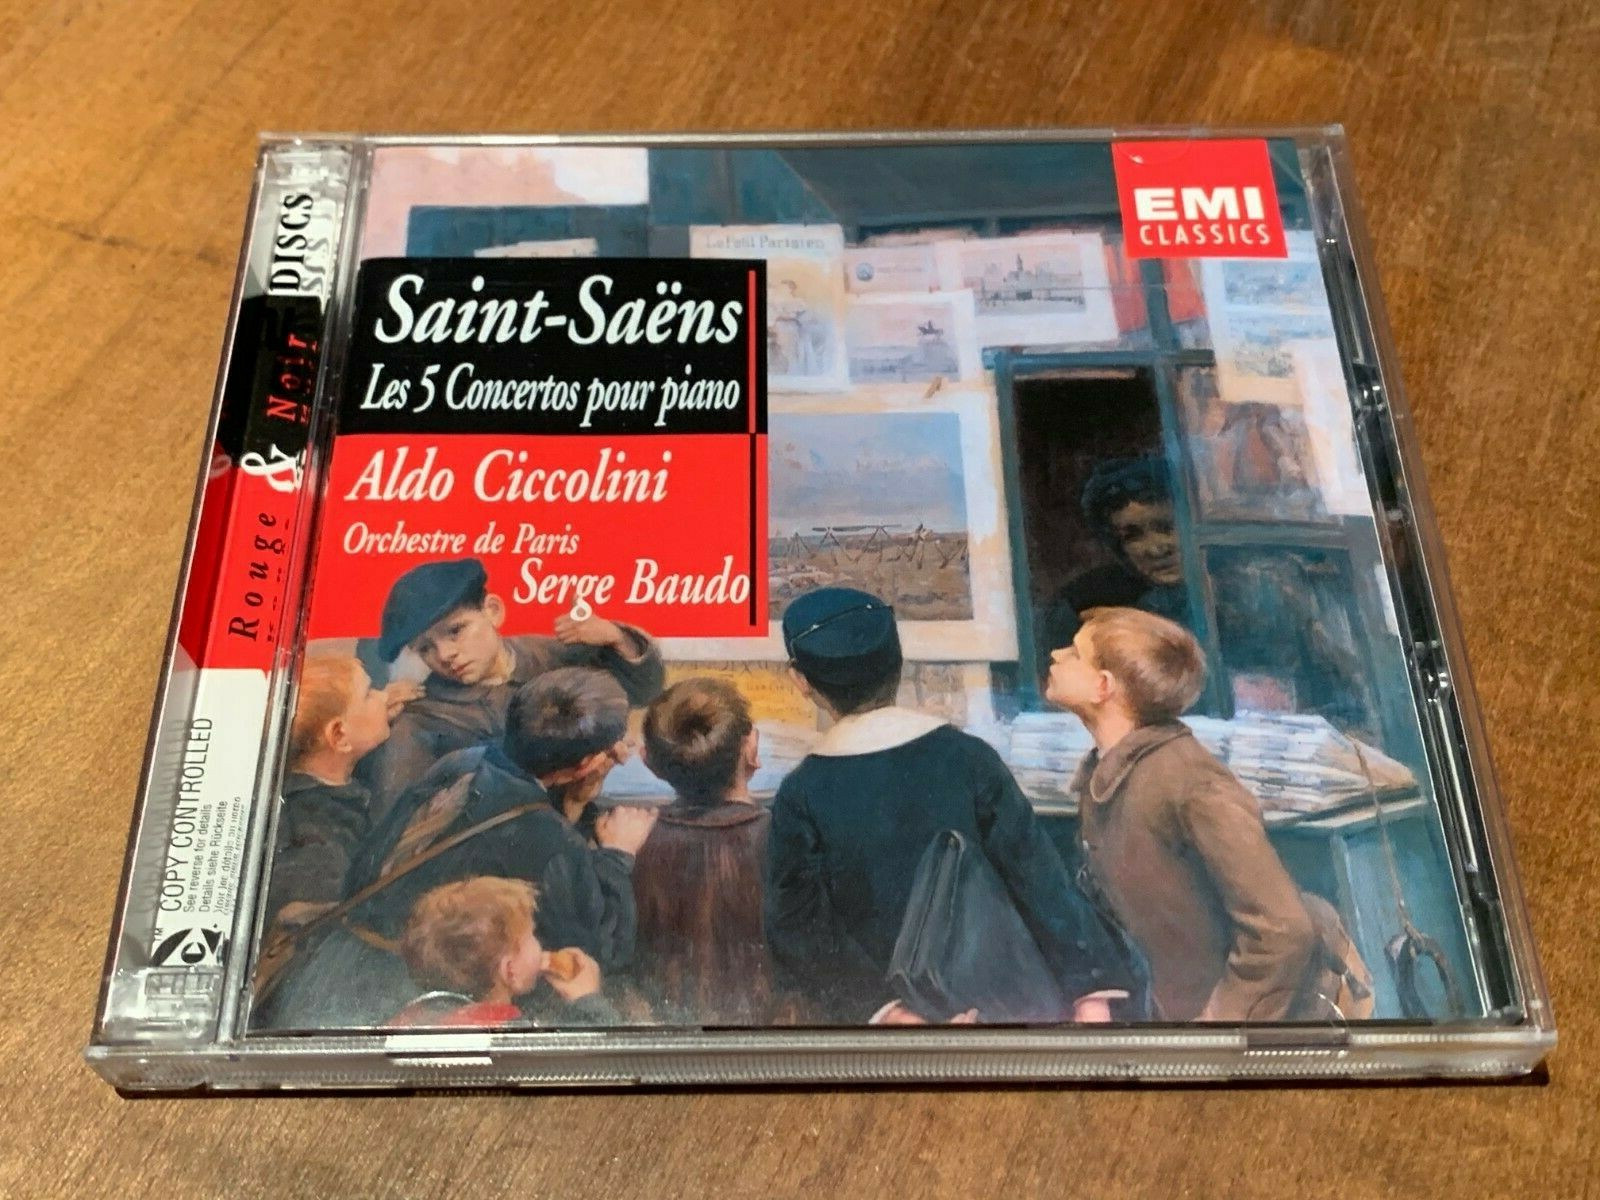 EMI
CLASSICS
Le Petit Parisien
Saint-Saëns
Les 5 Concertos pour piano
Aldo Ciccolini
Orchestre de Paris
Serge Baudo
Rouge & Noir
DISCS
COPY CONTROLLED
See reverse for details
Details siehe Rückseite
TM